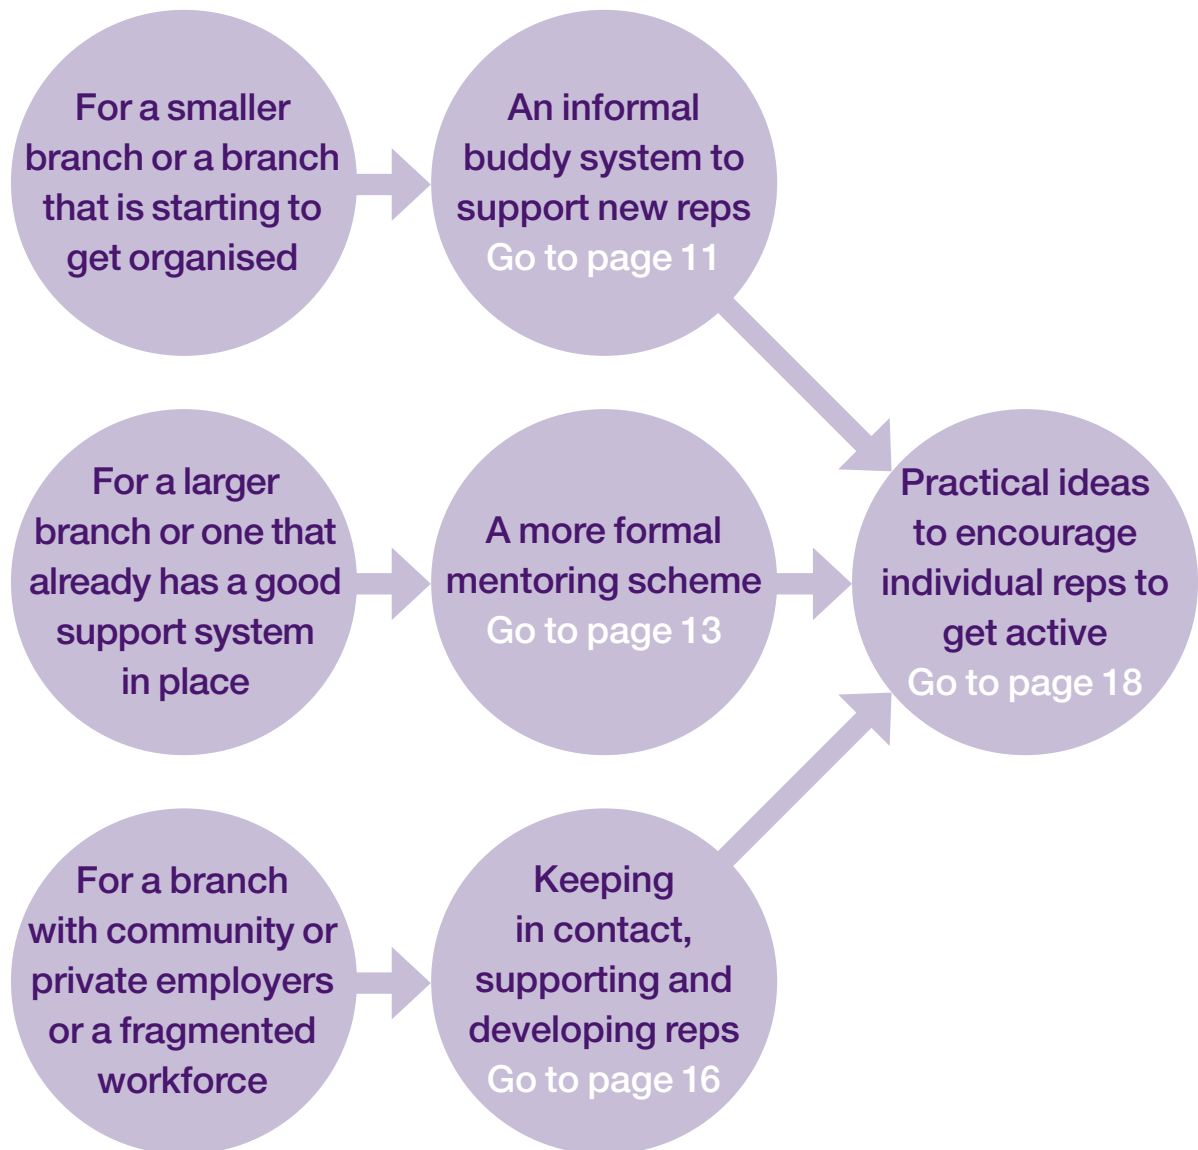 For a smaller
branch or a branch
that is starting to
get organised
An informal
buddy system to
support new reps
Go to page 11
For a larger
branch or one that
already has a good
support system
in place
A more formal
mentoring scheme
Go to page 13
Practical ideas
to encourage
individual reps to
get active
Go to page 18
For a branch
with community or
private employers
or a fragmented
workforce
Keeping
in contact,
supporting and
developing reps
Go to page 16